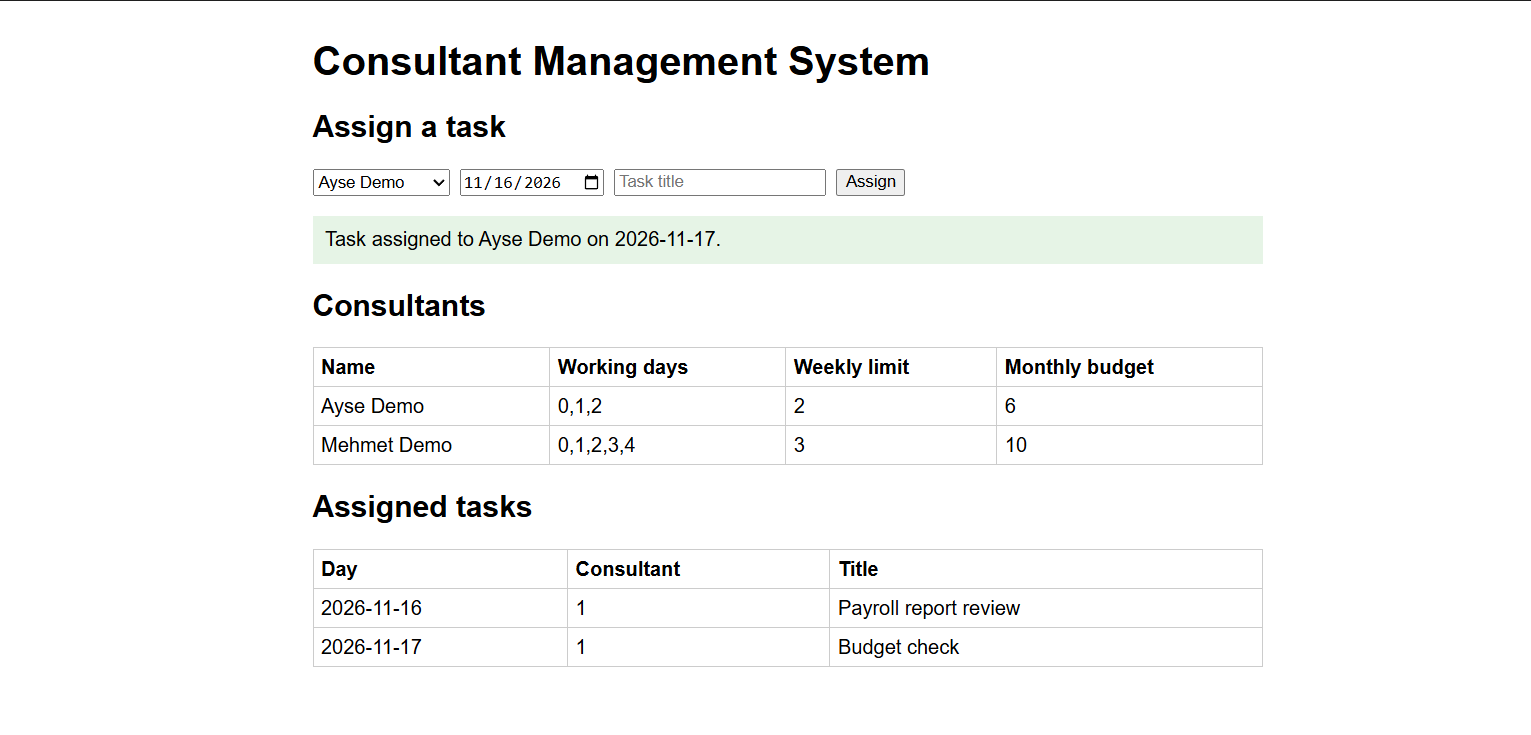 Consultant Management System
Assign a task
Ayse Demo 11/16/2026 Task title Assign
Task assigned to Ayse Demo on 2026-11-17.
Consultants
Name Working days Weekly limit Monthly budget
Ayse Demo 0,1,2 2 6
Mehmet Demo 0,1,2,3,4 3 10
Assigned tasks
Day Consultant Title
2026-11-16 1 Payroll report review
2026-11-17 1 Budget check